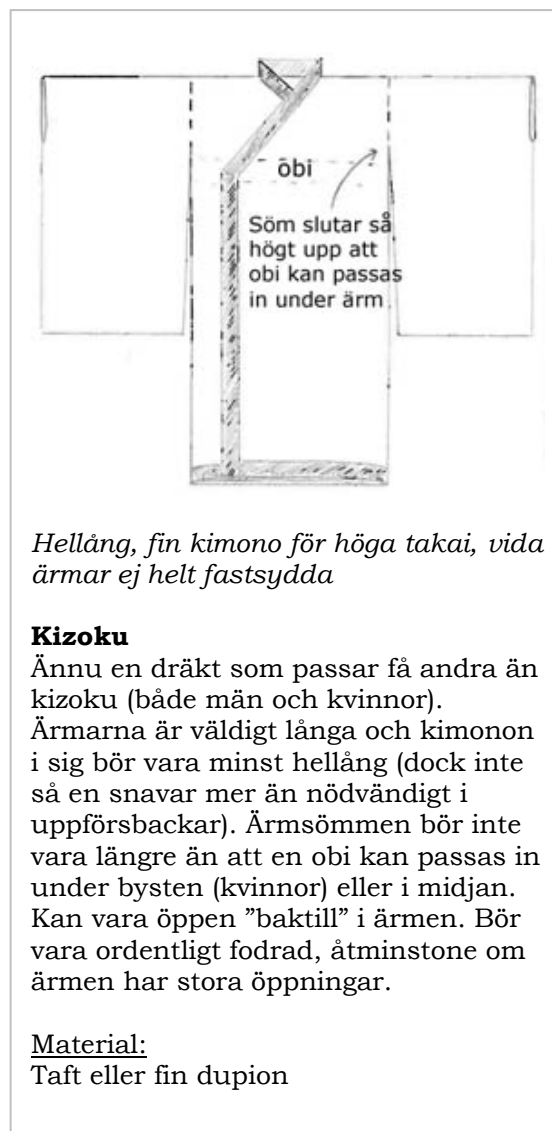 obi
Söm slutar så
högt upp att
obi kan passas
in under ärm
Hellång, fin kimono för höga takai, vida
ärmar ej helt fastsydda
Kizoku
Ännu en dräkt som passar få andra än
kizoku (både män och kvinnor).
Ärmarna är väldigt långa och kimonon
i sig bör vara minst hellång (dock inte
så en snavar mer än nödvändigt i
uppförsbackar). Ärmsömmen bör inte
vara längre än att en obi kan passas in
under bysten (kvinnor) eller i midjan.
Kan vara öppen ”baktill” i ärmen. Bör
vara ordentligt fodrad, åtminstone om
ärmen har stora öppningar.
Material:
Taft eller fin dupion